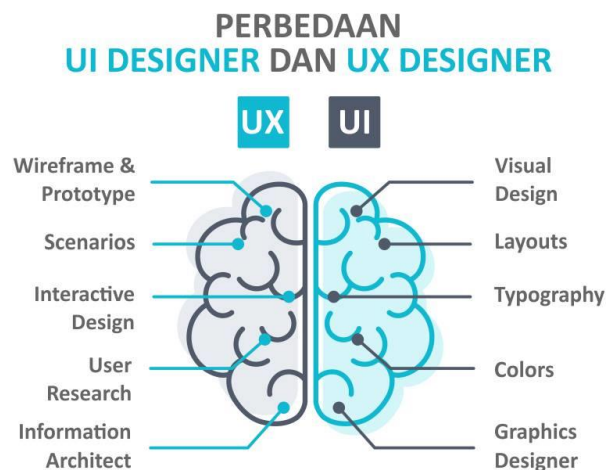 PERBEDAAN
UI DESIGNER DAN UX DESIGNER
UX
UI
Wireframe &
Prototype
Scenarios
Interactive
Design
User
Research
Information
Architect
Visual
Design
Layouts
Typography
Colors
Graphics
Designer